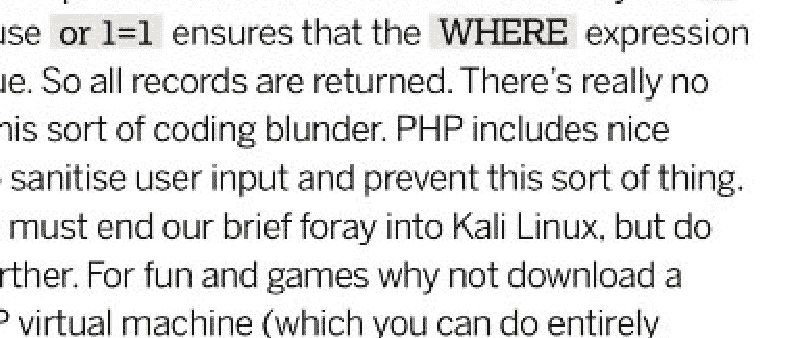 use or 1=1 ensures that the WHERE expression
ue. So all records are returned. There's really no
his sort of coding blunder. PHP includes nice
sanitise user input and prevent this sort of thing.
must end our brief foray into Kali Linux, but do
rther. For fun and games why not download a
P virtual machine (which you can do entirely